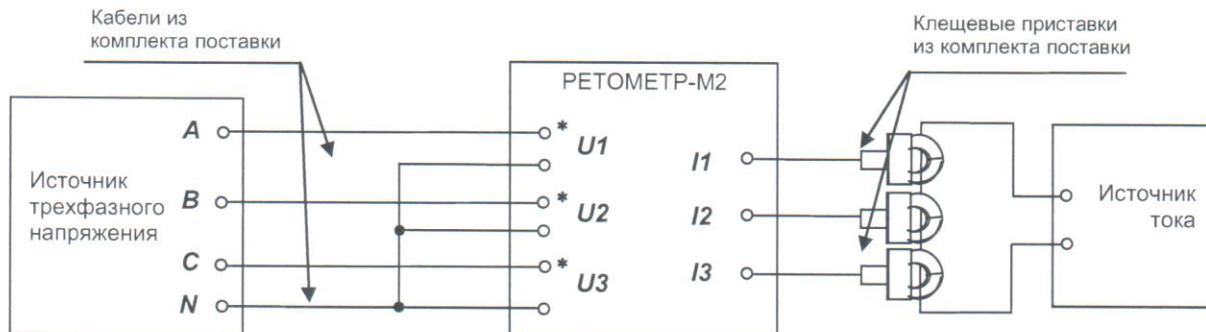 Кабели из
комплекта поставки
Клещевые приставки
из комплекта поставки
РЕТОМЕТР-М2
A
*
U1
I1
Источник
трехфазного
напряжения
B
*
U2
I2
Источник
тока
C
*
U3
I3
N